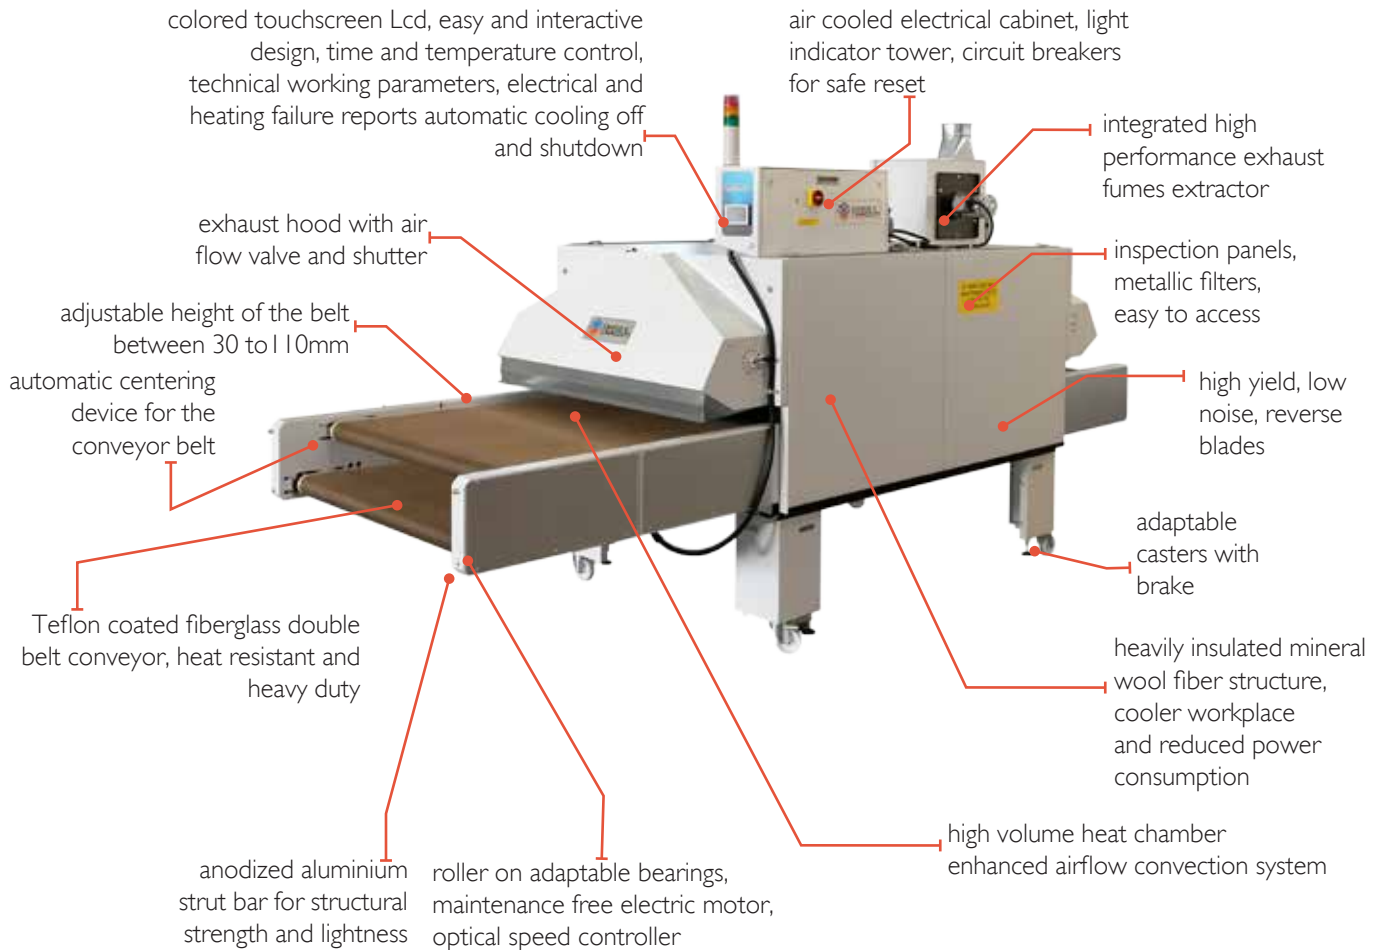 colored touchscreen Lcd, easy and interactive
design, time and temperature control,
technical working parameters, electrical and
heating failure reports automatic cooling off
and shutdown
air cooled electrical cabinet, light
indicator tower, circuit breakers
for safe reset
integrated high
performance exhaust
fumes extractor
exhaust hood with air
flow valve and shutter
inspection panels,
metallic filters,
easy to access
adjustable height of the belt
between 30 to110mm
automatic centering
device for the
conveyor belt
high yield, low
noise, reverse
blades
adaptable
casters with
brake
Teflon coated fiberglass double
belt conveyor, heat resistant and
heavy duty
heavily insulated mineral
wool fiber structure,
cooler workplace
and reduced power
consumption
high volume heat chamber
enhanced airflow convection system
anodized aluminium
strut bar for structural
strength and lightness
roller on adaptable bearings,
maintenance free electric motor,
optical speed controller